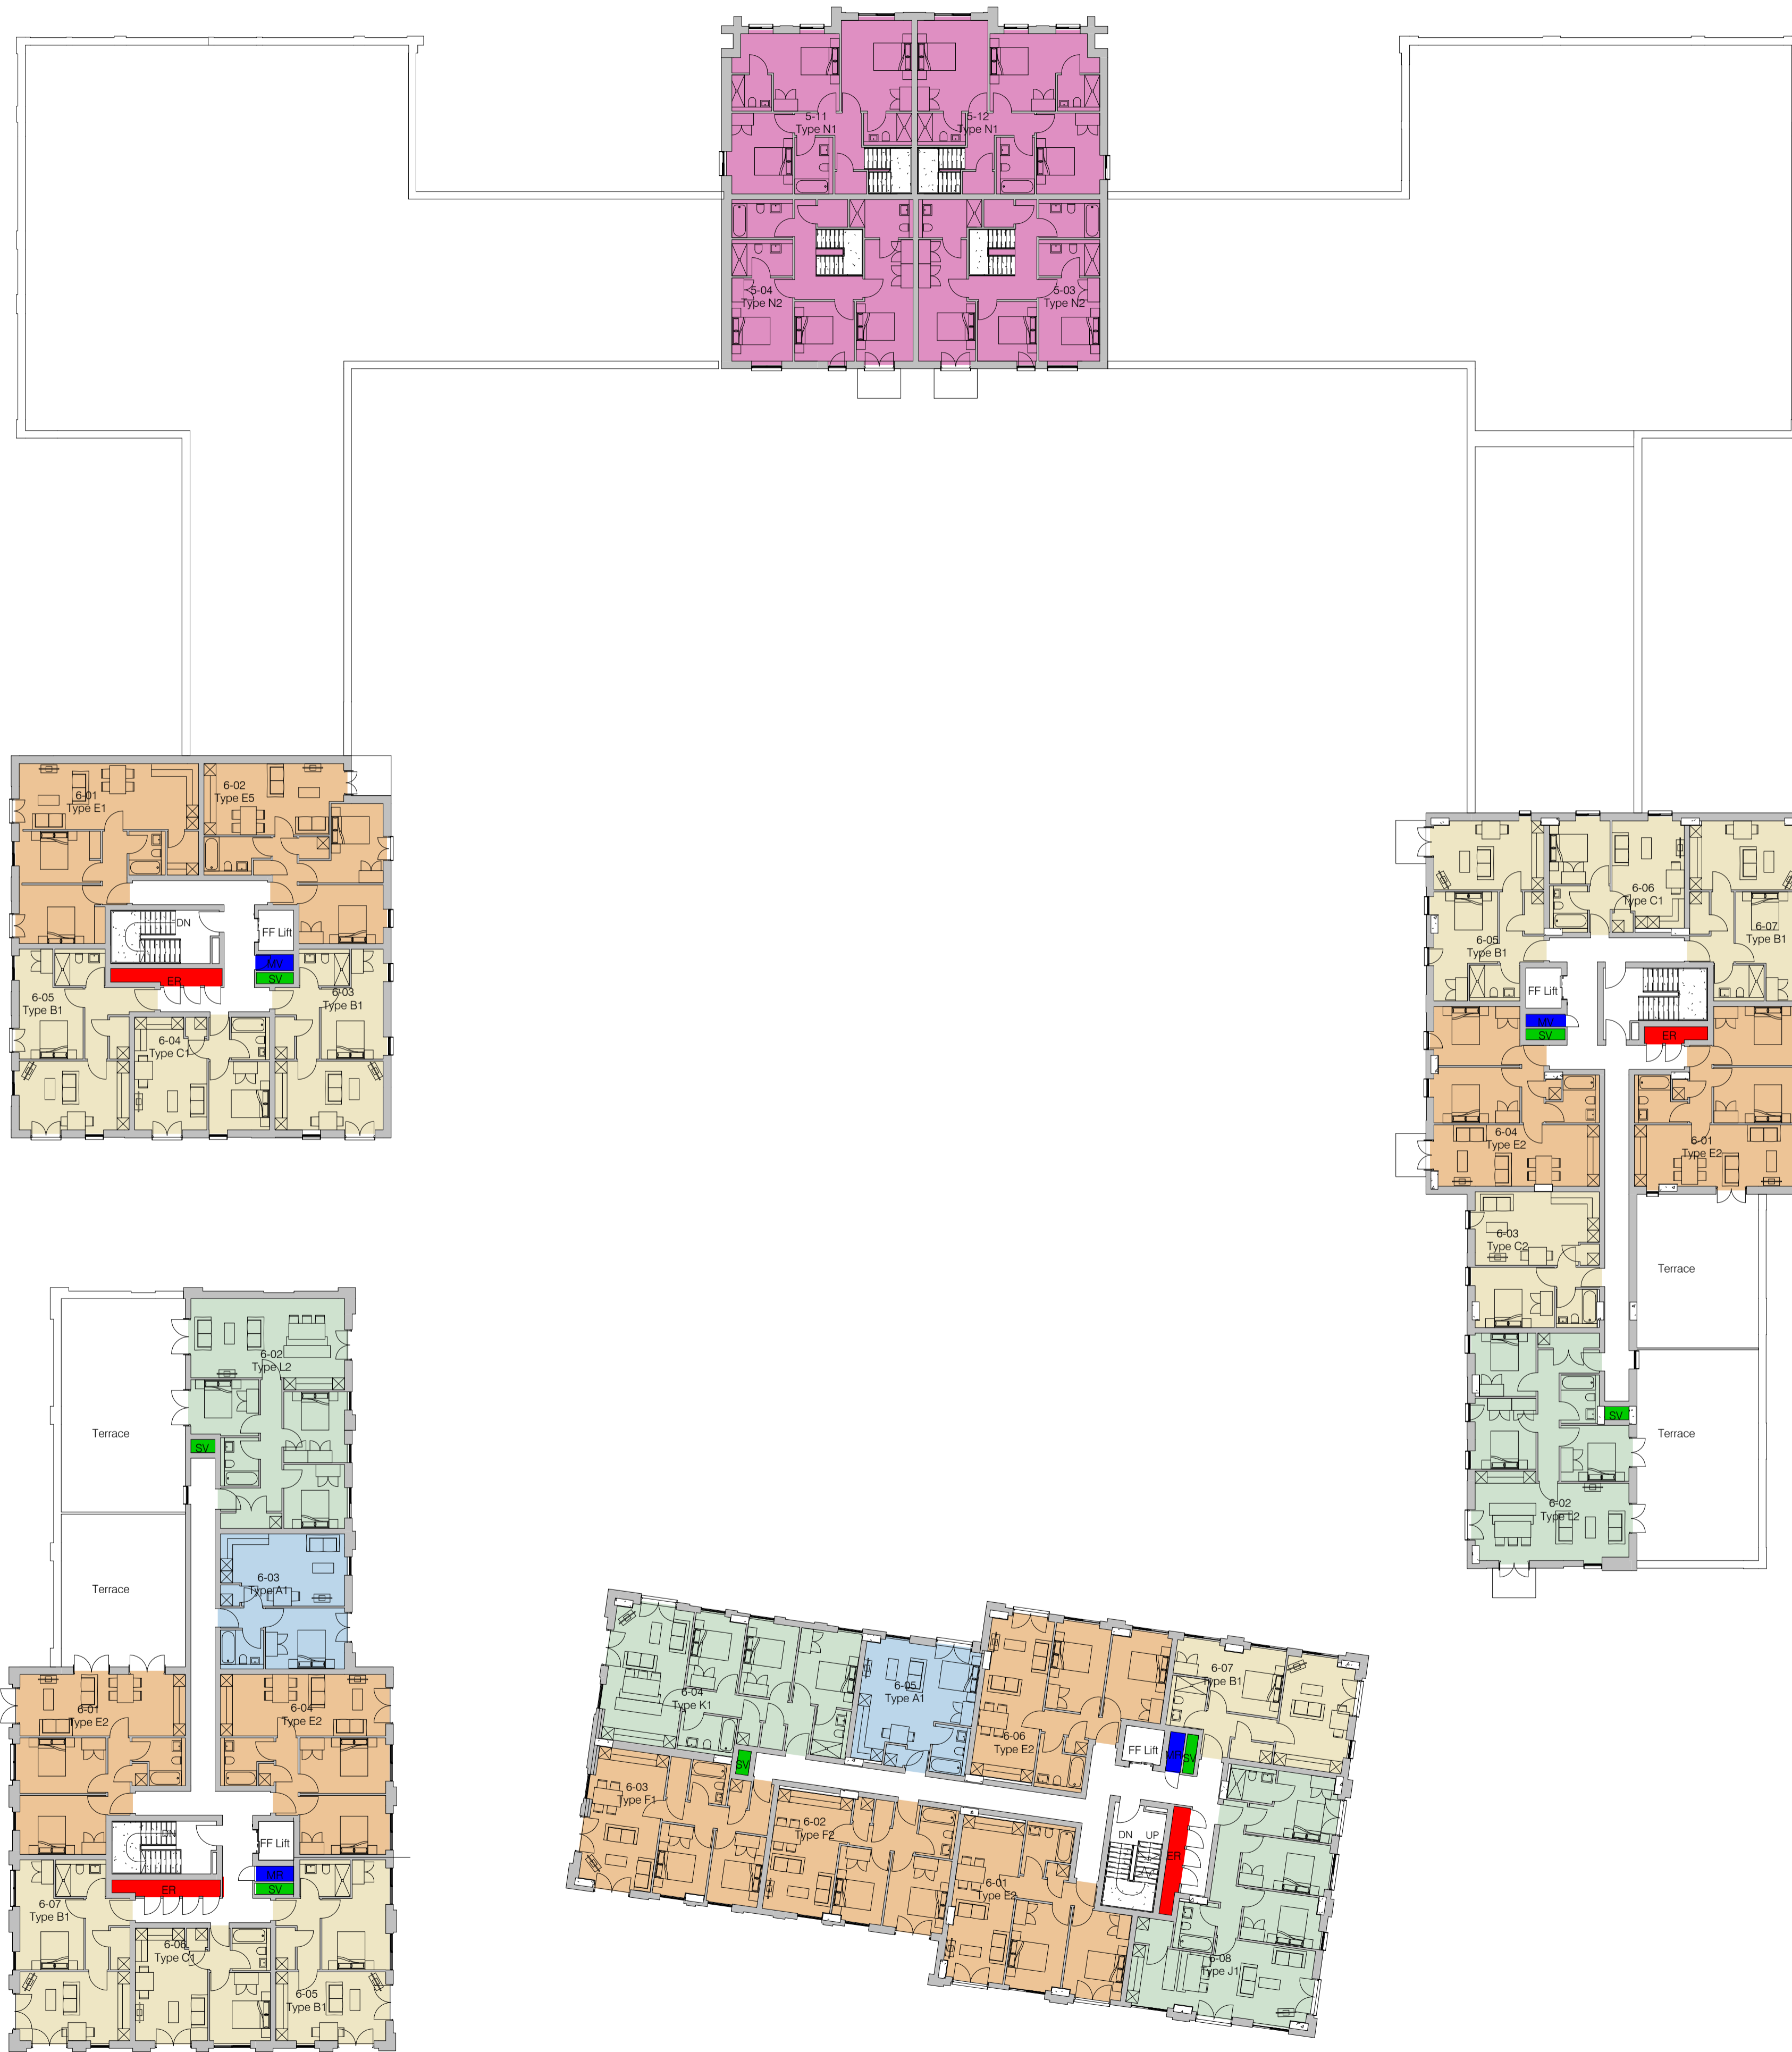 5-11
Type N1
5-12
Type N1
5-04
Type N2
5-03
Type N2
6-01
Type E1
6-02
Type E5
DN
FF Lift
MV
SV
ER
6-05
Type B1
6-03
Type B1
6-04
Type C1
6-06
Type C1
6-05
Type B1
6-07
Type B1
FF Lift
MV
SV
ER
6-04
Type E2
6-01
Type E2
6-03
Type C2
Terrace
SV
Terrace
6-02
Type L2
6-02
Type L2
Terrace
SV
Terrace
6-03
Type A1
6-01
Type E2
6-04
Type E2
DN
FF Lift
MH
SV
ER
6-07
Type B1
6-06
Type C1
6-05
Type B1
6-04
Type K1
6-05
Type A1
6-06
Type E2
6-07
Type B1
FF Lift
MH
SV
SV
6-03
Type F1
6-02
Type F2
6-01
Type E2
DN
UP
ER
6-08
Type J1